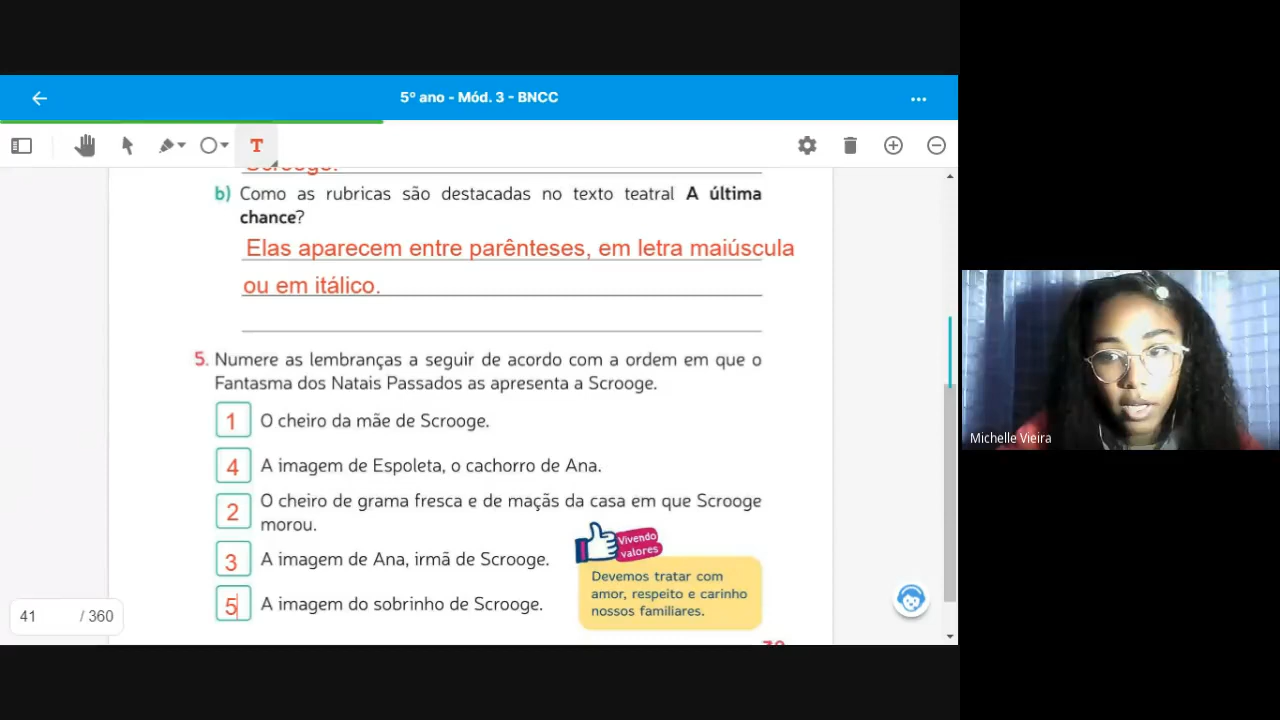 5º ano - Mód. 3 - BNCC
T
Scrooge.
b) Como as rubricas são destacadas no texto teatral A última
chance?
Elas aparecem entre parênteses, em letra maiúscula
ou em itálico.
5. Numere as lembranças a seguir de acordo com a ordem em que o
Fantasma dos Natais Passados as apresenta a Scrooge.
1 O cheiro da mãe de Scrooge.
4 A imagem de Espoleta, o cachorro de Ana.
2 O cheiro de grama fresca e de maçãs da casa em que Scrooge
morou.
3 A imagem de Ana, irmã de Scrooge.
5 A imagem do sobrinho de Scrooge.
Vivendo
valores
Devemos tratar com
amor, respeito e carinho
nossos familiares.
41 / 360
Michelle Vieira